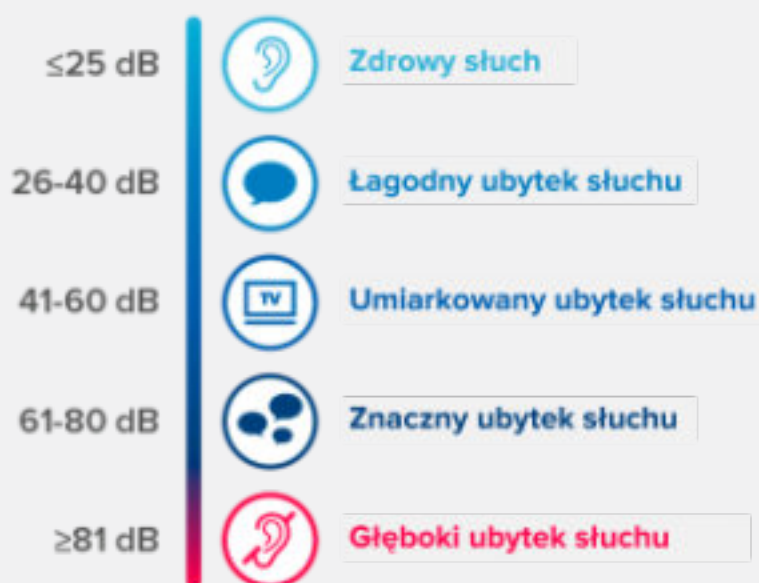 ≤25 dB Zdrowy słuch
26-40 dB Łagodny ubytek słuchu
41-60 dB TV Umiarkowany ubytek słuchu
61-80 dB Znaczny ubytek słuchu
≥81 dB Głęboki ubytek słuchu